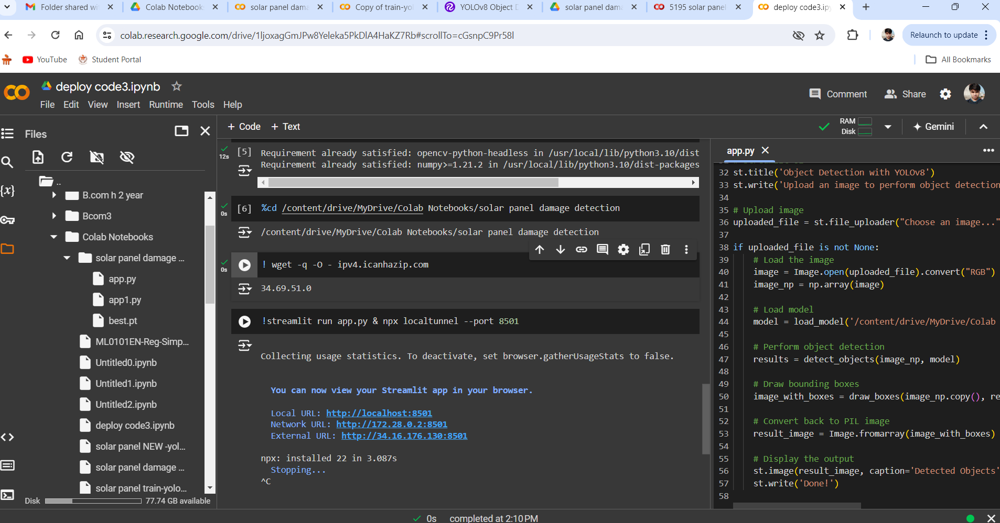 Folder shared wi
Colab Notebook
solar panel dama
Copy of train-yo
YOLOv8 Object D
solar panel dam
5195 solar panel
deploy code3.ipy
colab.research.google.com/drive/1ljoxagGmJPw8Yeleka5PkDlA4HaKZ7Rb#scrollTo=cGsnpC9Pr58l
Relaunch to update
YouTube
Student Portal
All Bookmarks
deploy code3.ipynb
File Edit View Insert Runtime Tools Help
Comment
Share
Files
+ Code + Text
RAM
Disk
Gemini
..
B.com h 2 year
Bcom3
Colab Notebooks
solar panel damage ...
app.py
app1.py
best.pt
ML0101EN-Reg-Simp...
Untitled0.ipynb
Untitled1.ipynb
Untitled2.ipynb
deploy code3.ipynb
solar panel NEW -yol...
solar panel damage ...
solar panel train-yolo...
Disk 77.74 GB available
12s
[5] Requirement already satisfied: opencv-python-headless in /usr/local/lib/python3.10/dist
Requirement already satisfied: numpy>=1.21.2 in /usr/local/lib/python3.10/dist-packages
0s
[6] %cd /content/drive/MyDrive/Colab Notebooks/solar panel damage detection
/content/drive/MyDrive/Colab Notebooks/solar panel damage detection
0s
! wget -q -O - ipv4.icanhazip.com
34.69.51.0
!streamlit run app.py & npx localtunnel --port 8501
Collecting usage statistics. To deactivate, set browser.gatherUsageStats to false.
You can now view your Streamlit app in your browser.
Local URL: http://localhost:8501
Network URL: http://172.28.0.2:8501
External URL: http://34.16.176.130:8501
npx: installed 22 in 3.087s
Stopping...
^C
app.py
32 st.title('Object Detection with YOLOv8')
33 st.write('Upload an image to perform object detection
34
35 # Upload image
36 uploaded_file = st.file_uploader("Choose an image..."
37
38 if uploaded_file is not None:
39 # Load the image
40 image = Image.open(uploaded_file).convert("RGB")
41 image_np = np.array(image)
42
43 # Load model
44 model = load_model('/content/drive/MyDrive/Colab
45
46 # Perform object detection
47 results = detect_objects(image_np, model)
48
49 # Draw bounding boxes
50 image_with_boxes = draw_boxes(image_np.copy(), re
51
52 # Convert back to PIL image
53 result_image = Image.fromarray(image_with_boxes)
54
55 # Display the output
56 st.image(result_image, caption='Detected Objects'
57 st.write('Done!')
58
0s completed at 2:10 PM